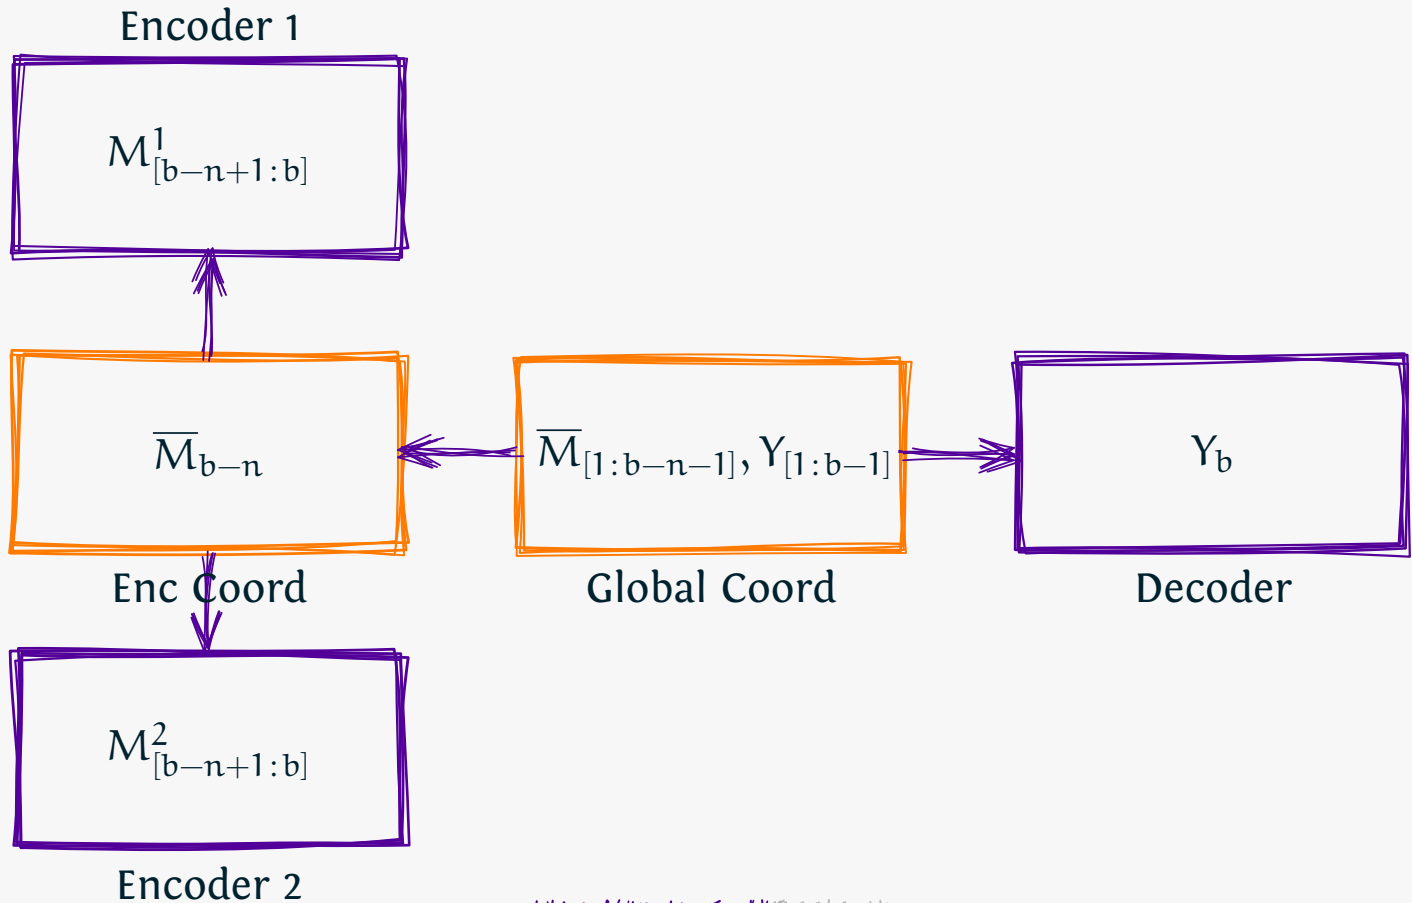 Encoder 1
M^1_{[b−n+1:b]}
M̅_{b−n}
M̅_{[1:b−n−1]}, Y_{[1:b−1]}
Y_b
Enc Coord
Global Coord
Decoder
M^2_{[b−n+1:b]}
Encoder 2